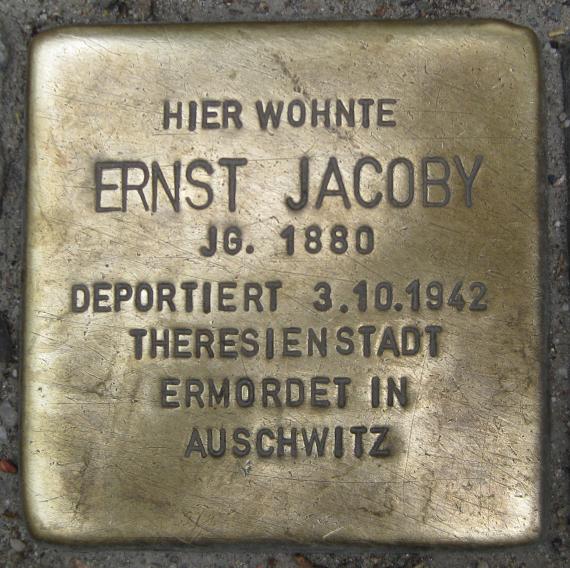 HIER WOHNTE
ERNST JACOBY
JG. 1880
DEPORTIERT 3.10.1942
THERESIENSTADT
ERMORDET IN
AUSCHWITZ